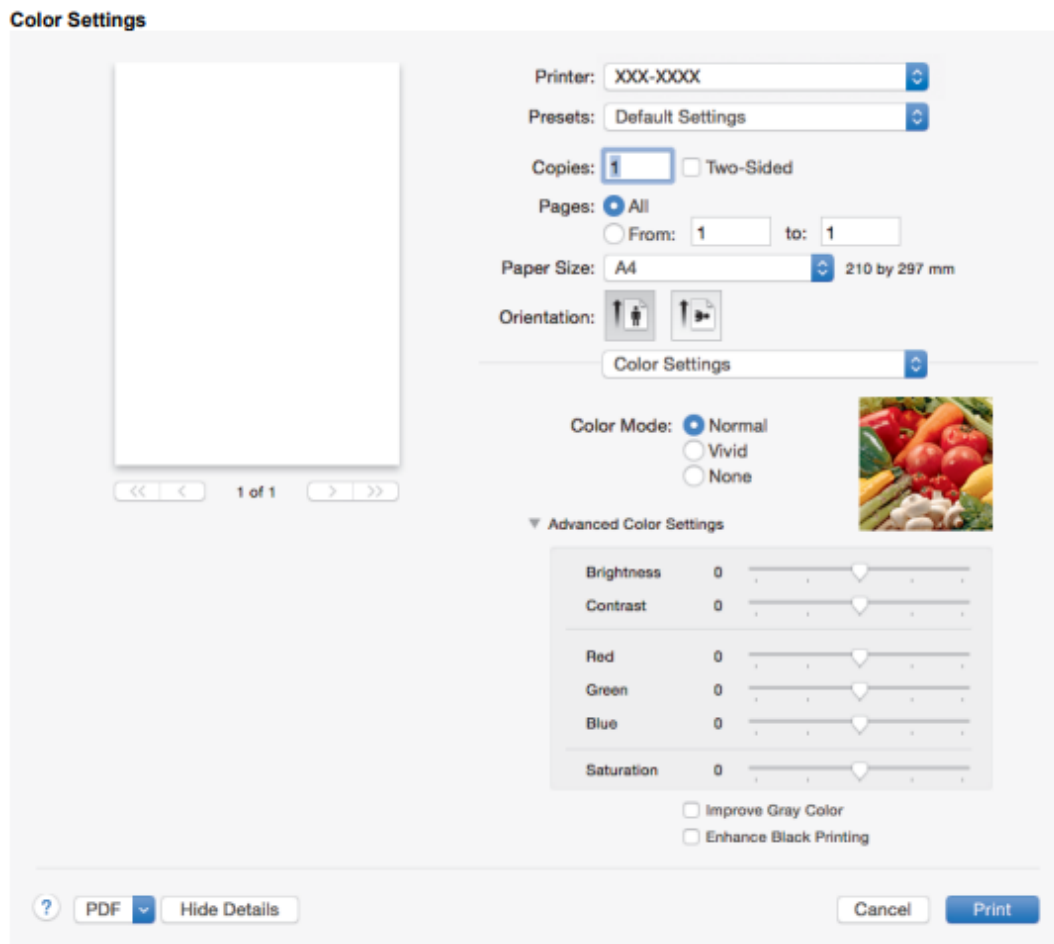 Color Settings
Printer: XXX-XXXX
Presets: Default Settings
Copies: 1 Two-Sided
Pages: All
From: 1 to: 1
Paper Size: A4 210 by 297 mm
Orientation:
Color Settings
Color Mode: Normal
Vivid
None
<< < 1 of 1 > >>
Advanced Color Settings
Brightness 0
Contrast 0
Red 0
Green 0
Blue 0
Saturation 0
Improve Gray Color
Enhance Black Printing
? PDF Hide Details Cancel Print